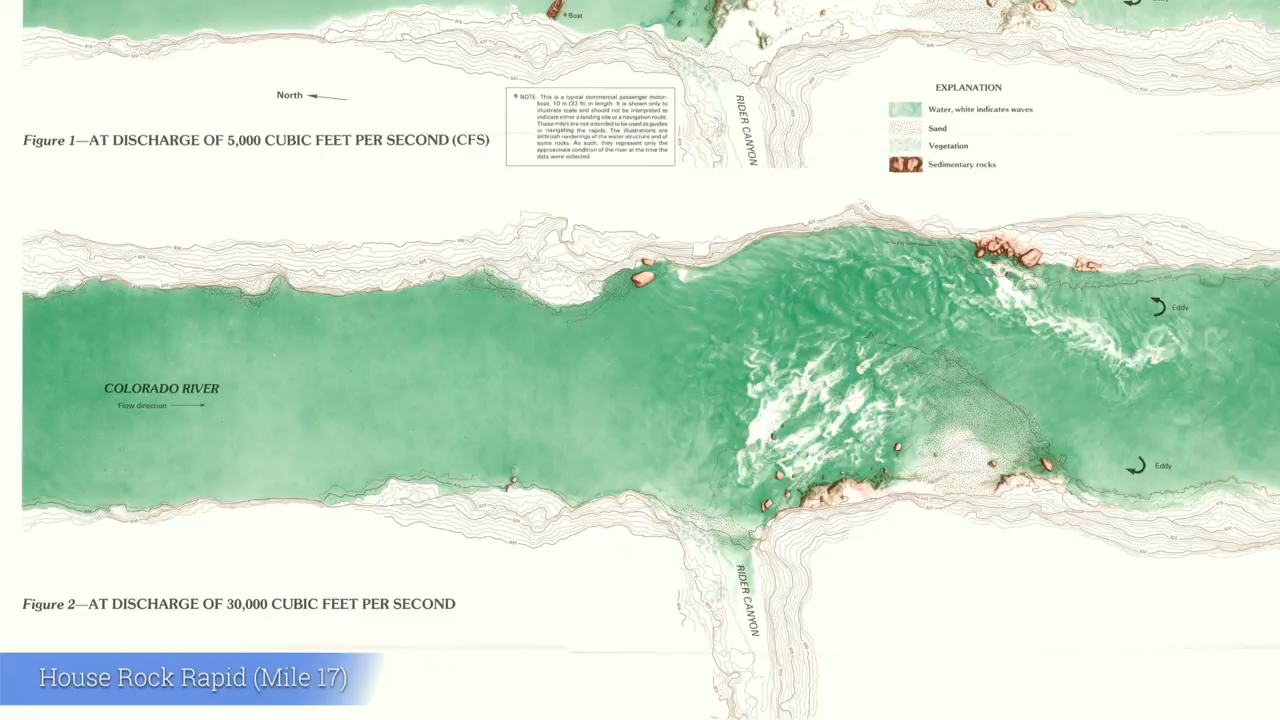 Boat
North
EXPLANATION
Water, white indicates waves
Sand
Vegetation
Sedimentary rocks
* NOTE: This is a typical commercial passenger motor-
boat, 10 m (33 ft) in length. It is shown only to
illustrate scale and should not be interpreted to
indicate either a landing site or a navigation route.
These maps are not intended to be used as guides
in navigating the rapids. The illustrations are
airbrush renderings of the water structure and of
some rocks. As such, they represent only the
approximate condition of the river at the time the
data were collected.
RIDER CANYON
Figure 1—AT DISCHARGE OF 5,000 CUBIC FEET PER SECOND (CFS)
Eddy
COLORADO RIVER
Flow direction
Eddy
RIDER CANYON
Figure 2—AT DISCHARGE OF 30,000 CUBIC FEET PER SECOND
House Rock Rapid (Mile 17)